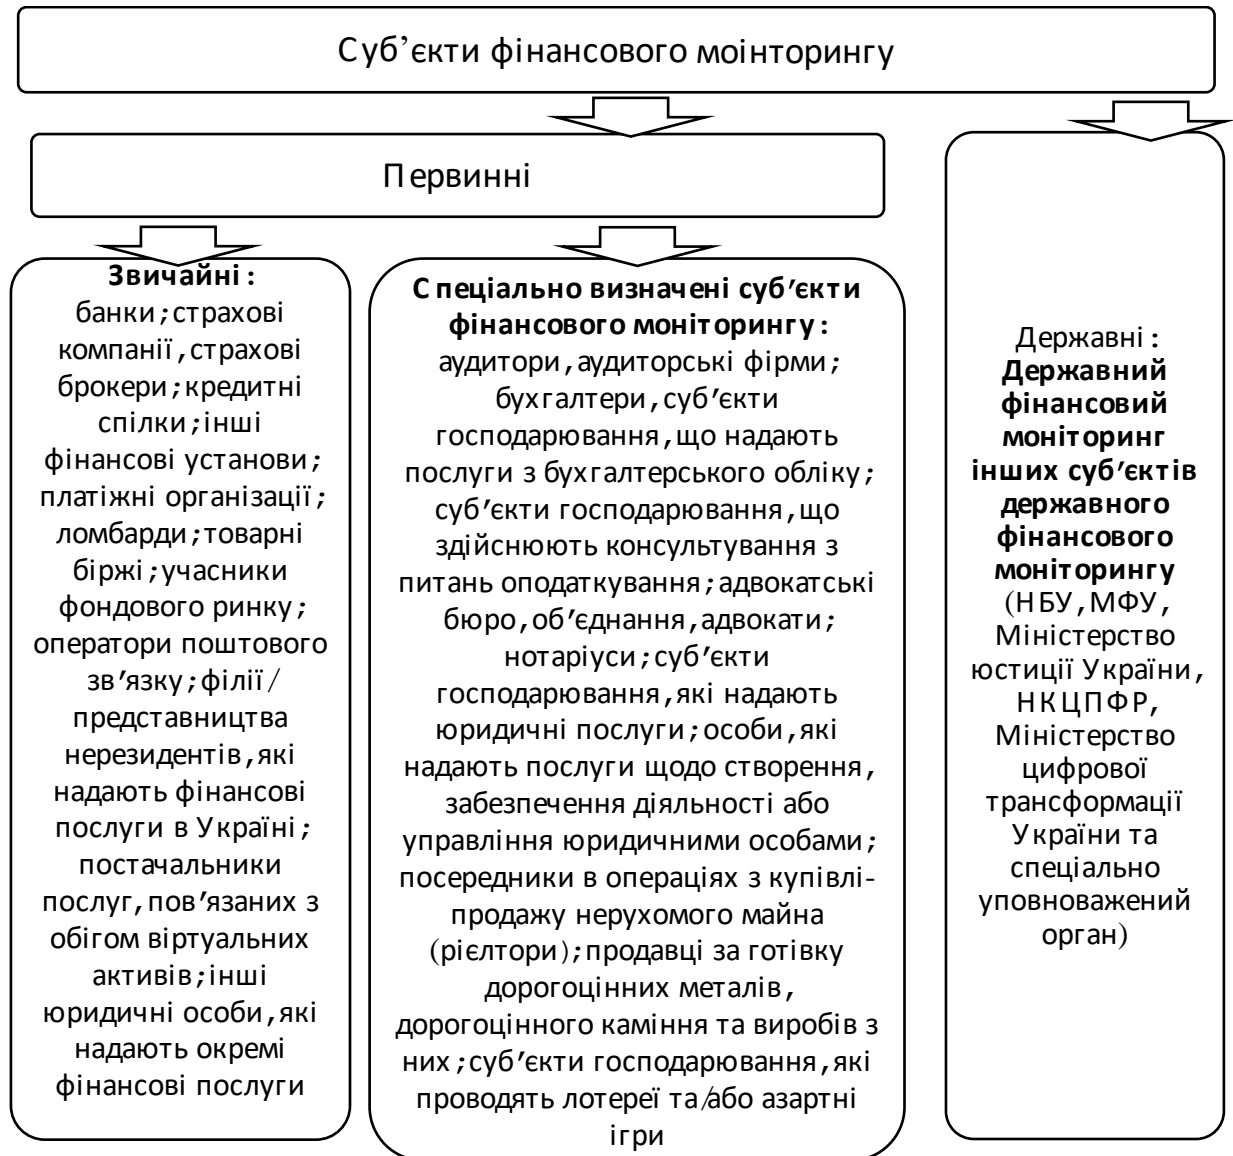 Суб’єкти фінансового моінторингу
Первинні
Звичайні:
банки; страхові
компанії, страхові
брокери; кредитні
спілки; інші
фінансові установи;
платіжні організації;
ломбарди; товарні
біржі; учасники
фондового ринку;
оператори поштового
зв’язку; філії/
представництва
нерезидентів, які
надають фінансові
послуги в Україні;
постачальники
послуг, пов’язаних з
обігом віртуальних
активів; інші
юридичні особи, які
надають окремі
фінансові послуги
Спеціально визначені суб’єкти
фінансового моніторингу:
аудитори, аудиторські фірми;
бухгалтери, суб’єкти
господарювання, що надають
послуги з бухгалтерського обліку;
суб’єкти господарювання, що
здійснюють консультування з
питань оподаткування; адвокатські
бюро, об’єднання, адвокати;
нотаріуси; суб’єкти
господарювання, які надають
юридичні послуги; особи, які
надають послуги щодо створення,
забезпечення діяльності або
управління юридичними особами;
посередники в операціях з купівлі-
продажу нерухомого майна
(рієлтори); продавці за готівку
дорогоцінних металів,
дорогоцінного каміння та виробів з
них; суб’єкти господарювання, які
проводять лотереї та/або азартні
ігри
Державні:
Державний
фінансовий
моніторинг
інших суб’єктів
державного
фінансового
моніторингу
(НБУ, МФУ,
Міністерство
юстиції України,
НКЦПФР,
Міністерство
цифрової
трансформації
України та
спеціально
уповноважений
орган)